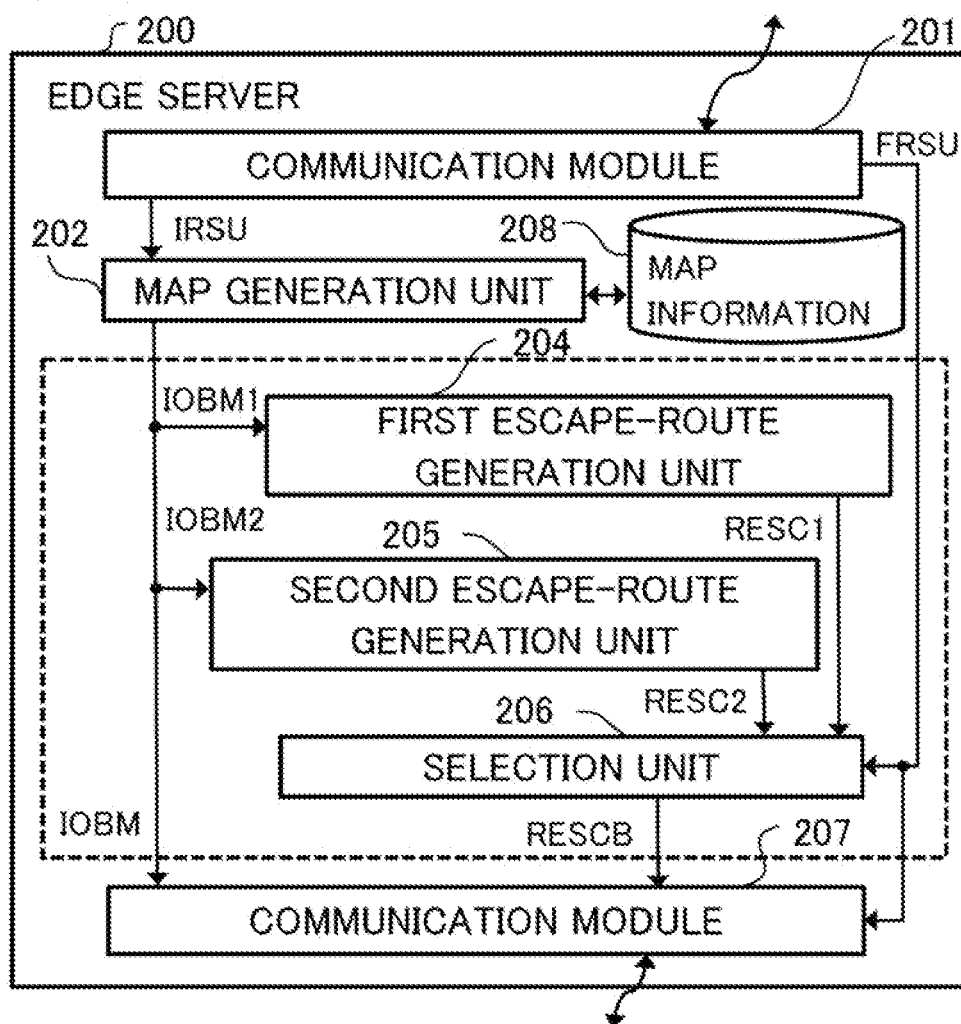 200
201
EDGE SERVER
COMMUNICATION MODULE
FRSU
IRSU
202
208
MAP GENERATION UNIT
MAP
INFORMATION
204
IOBM1
FIRST ESCAPE-ROUTE
GENERATION UNIT
IOBM2
RESC1
205
SECOND ESCAPE-ROUTE
GENERATION UNIT
RESC2
206
SELECTION UNIT
IOBM
RESCB
207
COMMUNICATION MODULE